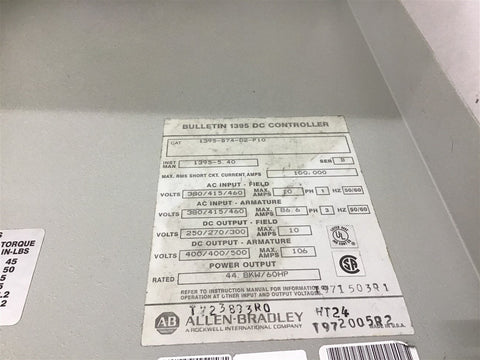 BULLETIN 1395 DC CONTROLLER
CAT 1395-B74-D2-P10
INST MAN 1395-5.40 SER B
MAX. RMS SHORT CKT. CURRENT, AMPS 100,000
AC INPUT - FIELD
VOLTS 380/415/460 MAX. AMPS 10 PH 1 HZ 50/60
AC INPUT - ARMATURE
VOLTS 380/415/460 MAX. AMPS 86.6 PH 3 HZ 50/60
DC OUTPUT - FIELD
VOLTS 250/270/300 MAX. AMPS 10
DC OUTPUT - ARMATURE
VOLTS 400/400/500 MAX. AMPS 106
POWER OUTPUT
RATED 44.8KW/60HP
REFER TO INSTRUCTION MANUAL FOR INFORMATION
OPERATION AT OTHER INPUT AND OUTPUT VOLTAGES.
AB ALLEN-BRADLEY
A ROCKWELL INTERNATIONAL COMPANY
HT24
MADE IN U.S.A.
UL
TORQUE
IN-LBS
45
50